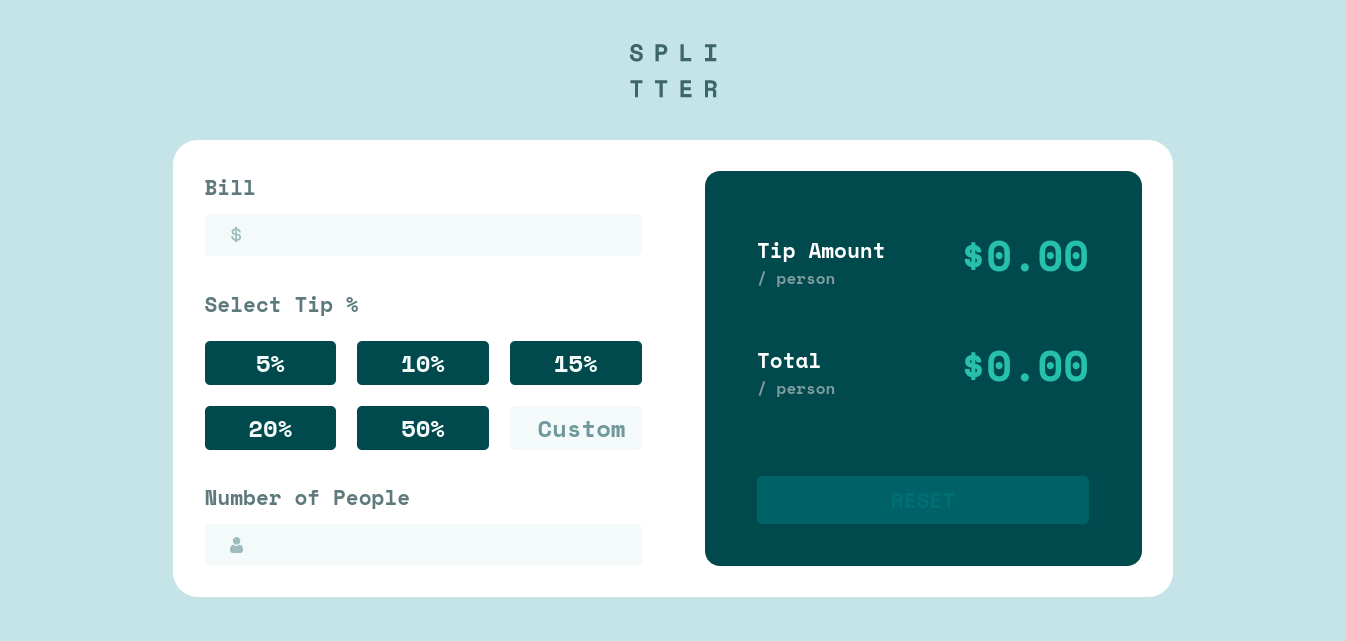 SPLI
TTER
Bill
$
Select Tip %
5% 10% 15%
20% 50% Custom
Number of People
Tip Amount $0.00
/ person
Total $0.00
/ person
RESET